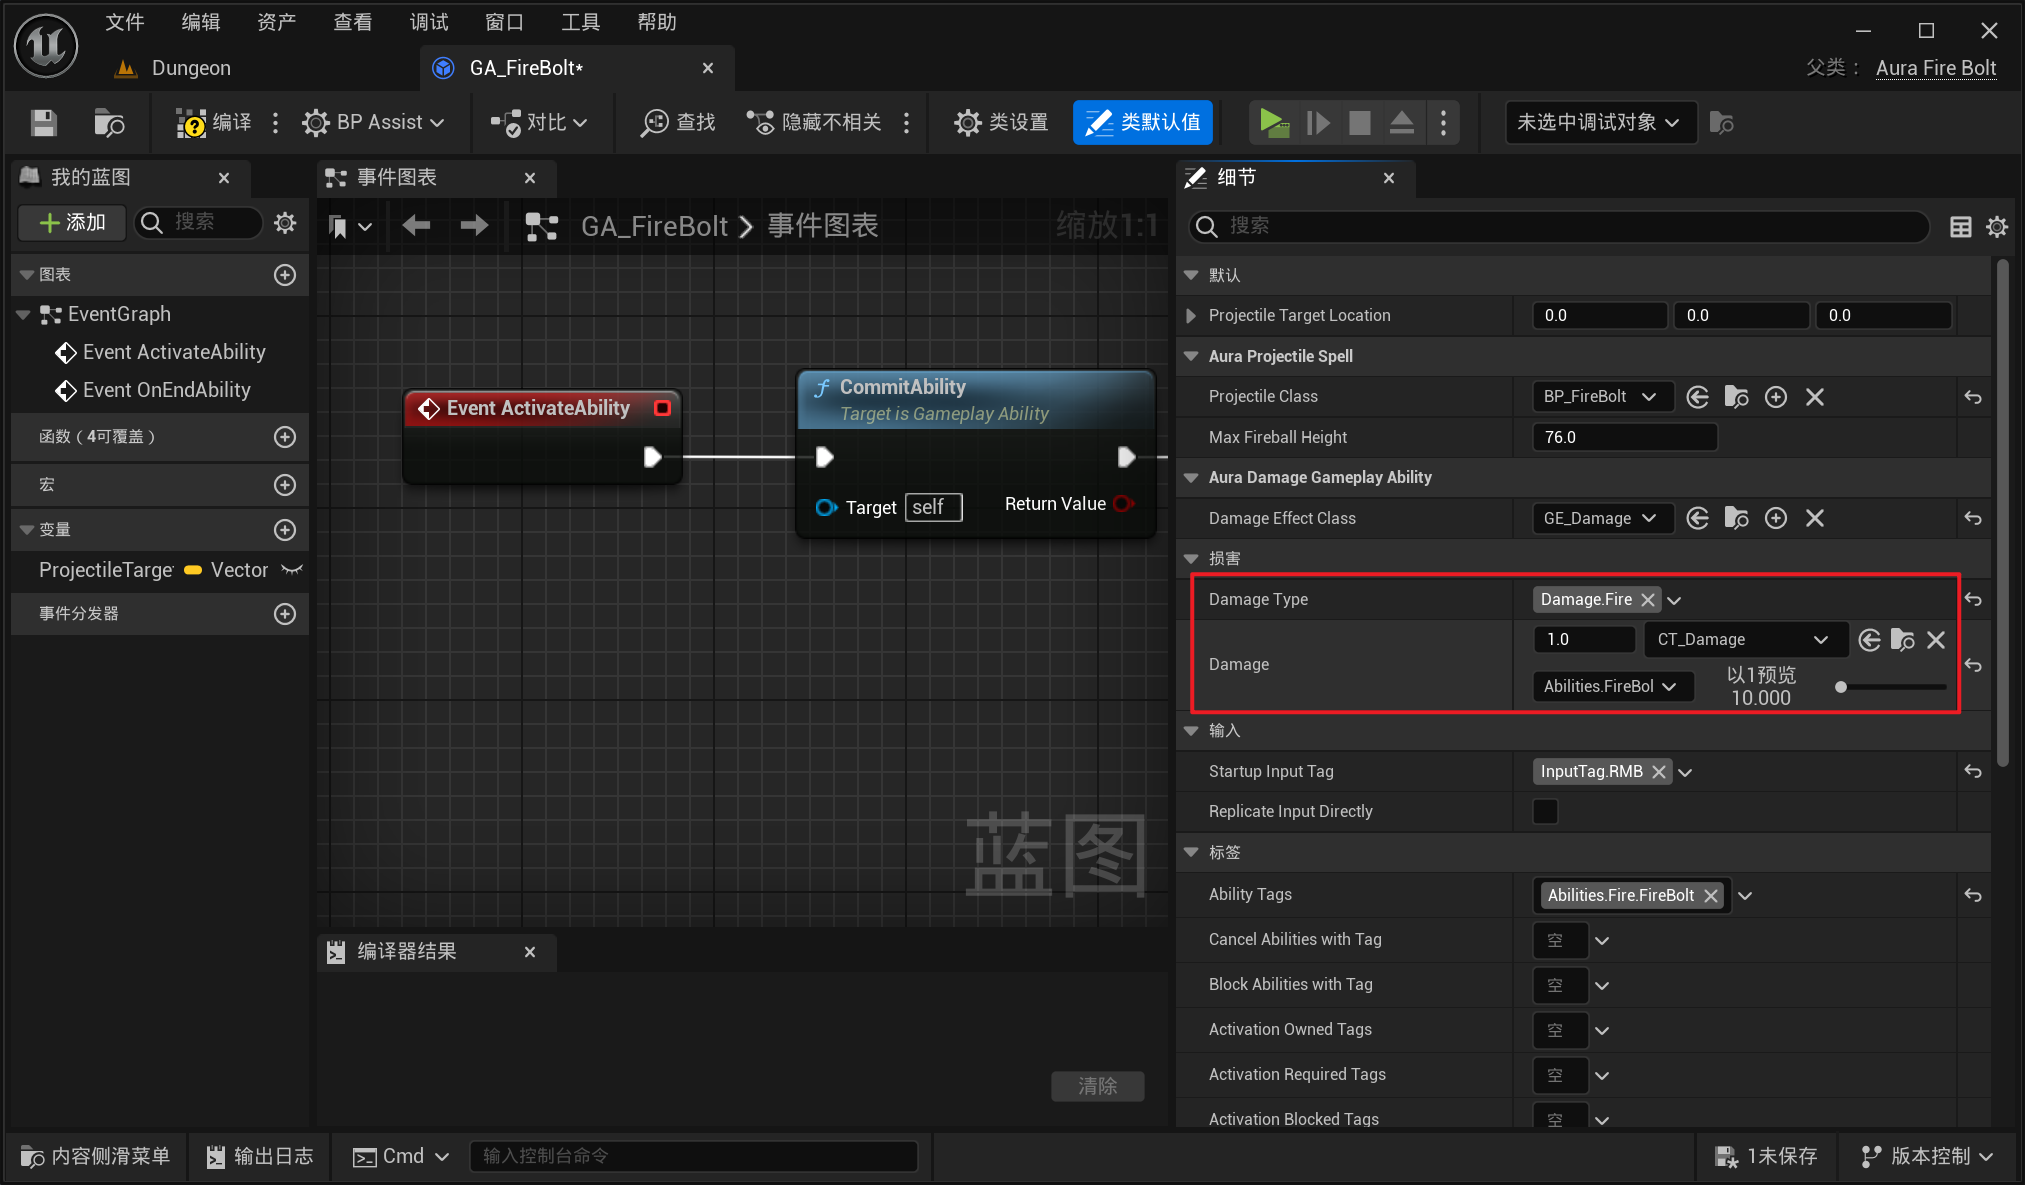 文件 编辑 资产 查看 调试 窗口 工具 帮助
Dungeon
GA_FireBolt*
父类： Aura Fire Bolt
编译
BP Assist
对比
查找
隐藏不相关
类设置
类默认值
未选中调试对象
我的蓝图
添加
搜索
图表
EventGraph
Event ActivateAbility
Event OnEndAbility
函数（4可覆盖）
宏
变量
ProjectileTarge Vector
事件分发器
事件图表
GA_FireBolt 事件图表
缩放1:1
Event ActivateAbility
CommitAbility
Target is Gameplay Ability
Target self
Return Value
蓝图
编译器结果
清除
细节
搜索
默认
Projectile Target Location 0.0 0.0 0.0
Aura Projectile Spell
Projectile Class BP_FireBolt
Max Fireball Height 76.0
Aura Damage Gameplay Ability
Damage Effect Class GE_Damage
损害
Damage Type Damage.Fire
Damage 1.0 CT_Damage
Abilities.FireBol 以1预览
10.000
输入
Startup Input Tag InputTag.RMB
Replicate Input Directly
标签
Ability Tags Abilities.Fire.FireBolt
Cancel Abilities with Tag 空
Block Abilities with Tag 空
Activation Owned Tags 空
Activation Required Tags 空
Activation Blocked Tags 空
内容侧滑菜单
输出日志
Cmd
输入控制台命令
1未保存
版本控制